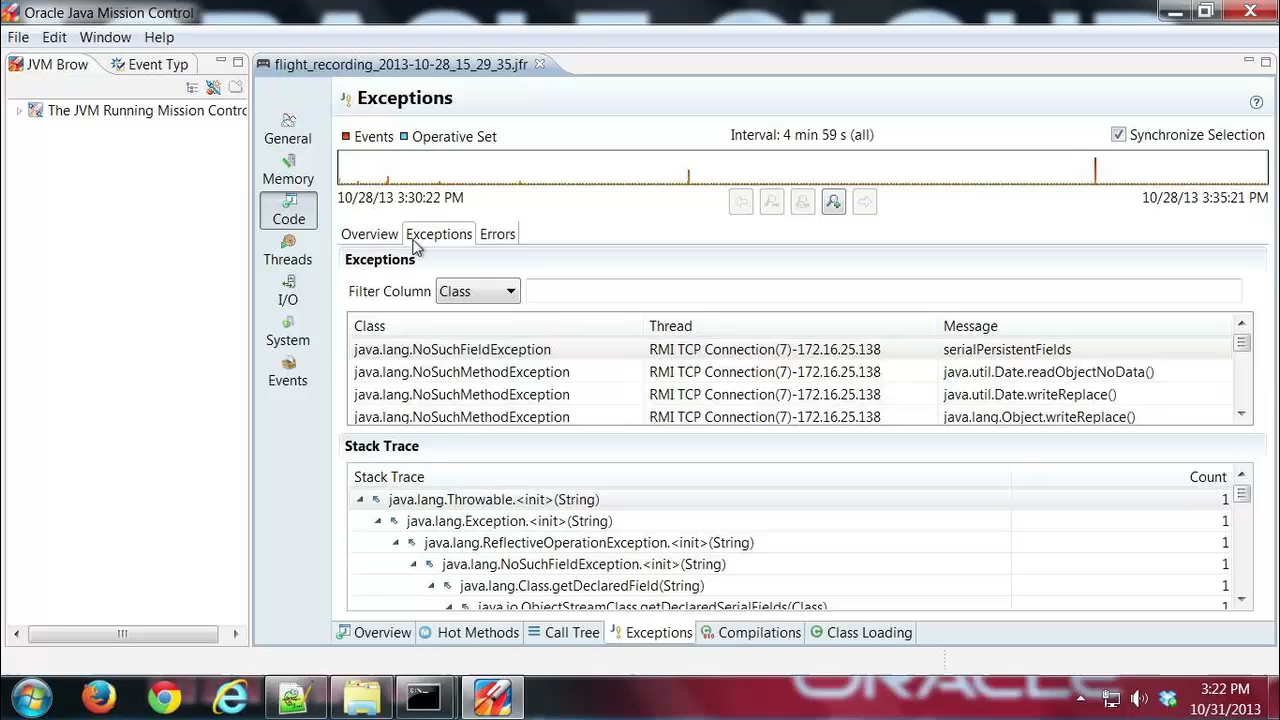 Oracle Java Mission Control
File Edit Window Help
JVM Brow
Event Typ
flight_recording_2013-10-28_15_29_35.jfr
The JVM Running Mission Contro
General
Memory
Code
Threads
I/O
System
Events
Exceptions
Events Operative Set
Interval: 4 min 59 s (all)
Synchronize Selection
10/28/13 3:30:22 PM
10/28/13 3:35:21 PM
Overview Exceptions Errors
Exceptions
Filter Column Class
Class Thread Message
java.lang.NoSuchFieldException RMI TCP Connection(7)-172.16.25.138 serialPersistentFields
java.lang.NoSuchMethodException RMI TCP Connection(7)-172.16.25.138 java.util.Date.readObjectNoData()
java.lang.NoSuchMethodException RMI TCP Connection(7)-172.16.25.138 java.util.Date.writeReplace()
java.lang.NoSuchMethodException RMI TCP Connection(7)-172.16.25.138 java.lang.Object.writeReplace()
Stack Trace
Stack Trace Count
java.lang.Throwable.<init>(String) 1
java.lang.Exception.<init>(String) 1
java.lang.ReflectiveOperationException.<init>(String) 1
java.lang.NoSuchFieldException.<init>(String) 1
java.lang.Class.getDeclaredField(String) 1
java.io.ObjectStreamClass.getDeclaredSerialFields(Class) 1
Overview Hot Methods Call Tree Exceptions Compilations Class Loading
ORACLE
3:22 PM
10/31/2013